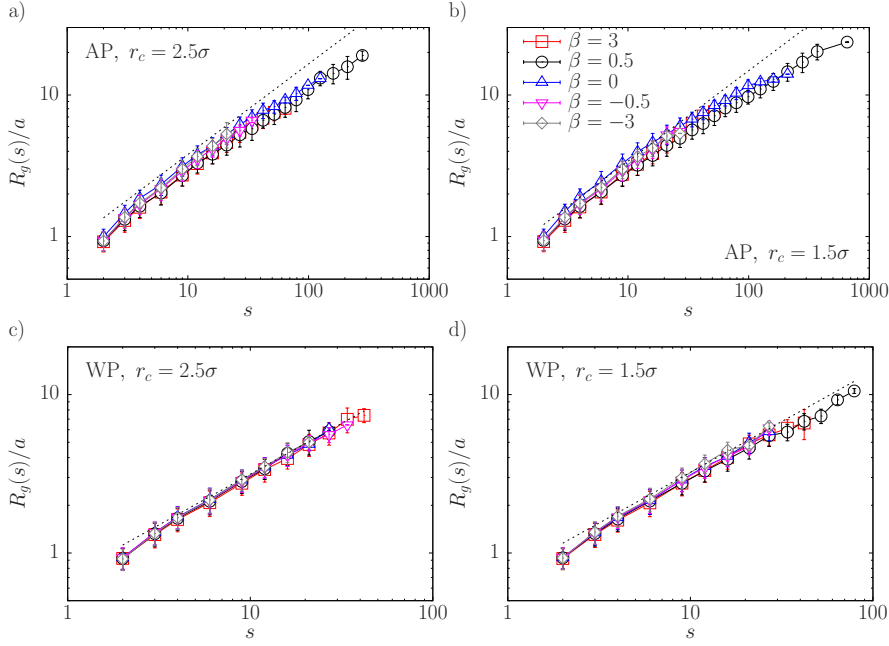 a)
AP, r_c = 2.5σ
R_g(s)/a
10
1
1 10 100 1000
s
b)
β = 3
β = 0.5
β = 0
β = −0.5
β = −3
AP, r_c = 1.5σ
R_g(s)/a
10
1
1 10 100 1000
s
c)
WP, r_c = 2.5σ
R_g(s)/a
10
1
1 10 100
s
d)
WP, r_c = 1.5σ
R_g(s)/a
10
1
1 10 100
s